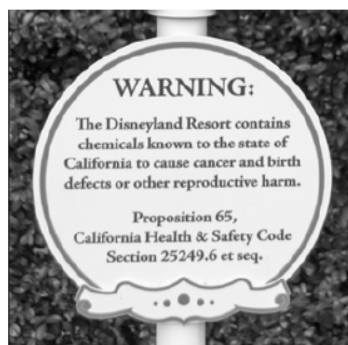 WARNING:
The Disneyland Resort contains
chemicals known to the state of
California to cause cancer and birth
defects or other reproductive harm.
Proposition 65,
California Health & Safety Code
Section 25249.6 et seq.